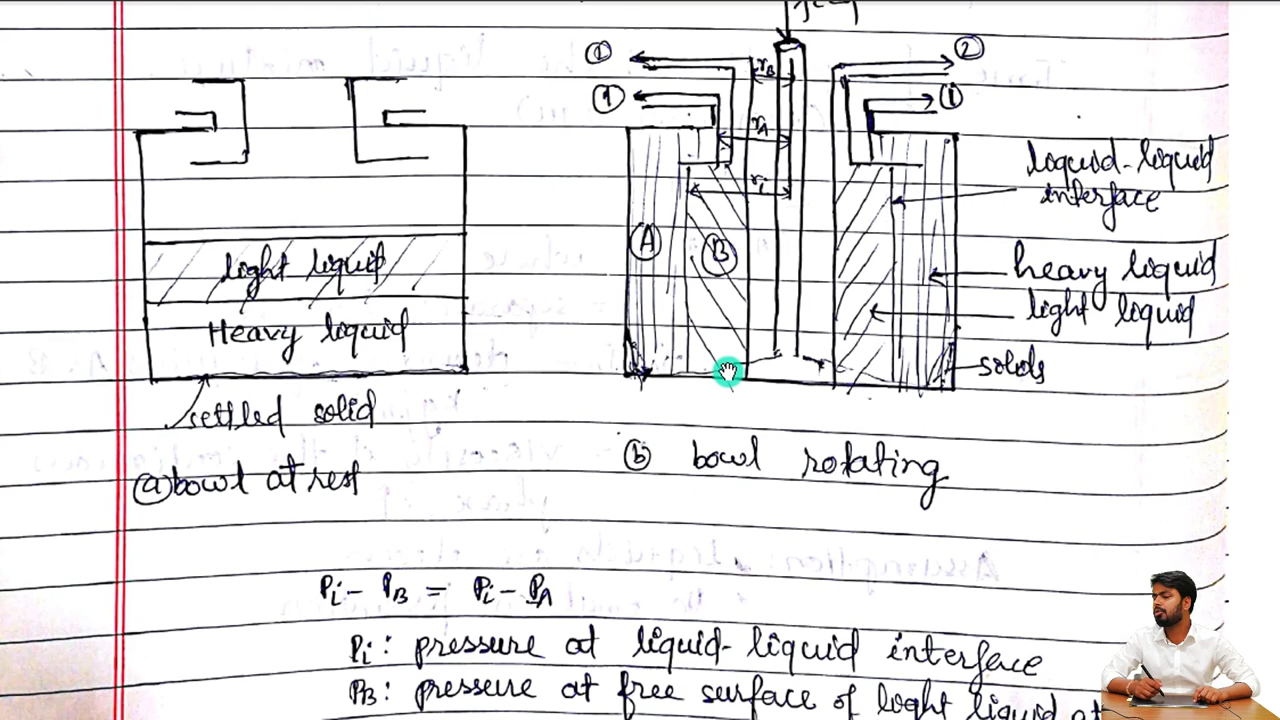 feed
②
②
r_B
①
①
r_A
liquid-liquid
interface
r_i
Ⓐ
Ⓑ
light liquid
heavy liquid
light liquid
Heavy liquid
solids
settled solid
ⓐ bowl at rest
ⓑ bowl rotating
P_i - P_B = P_i - P_A
P_i : pressure at liquid-liquid interface
P_B : pressure at free surface of light liquid at